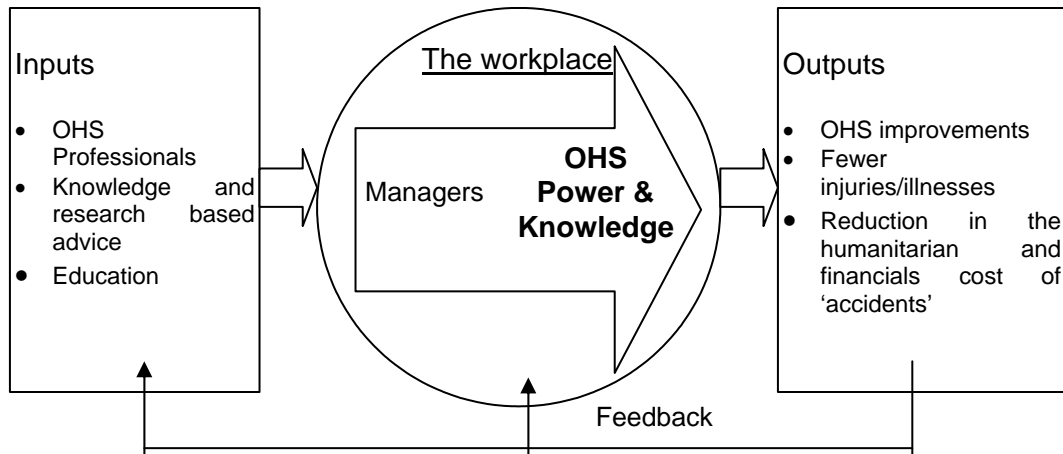 Inputs
• OHS
Professionals
• Knowledge and
research based
advice
• Education
The workplace
Managers
OHS
Power &
Knowledge
Outputs
• OHS improvements
• Fewer
injuries/illnesses
• Reduction in the
humanitarian and
financials cost of
‘accidents’
Feedback